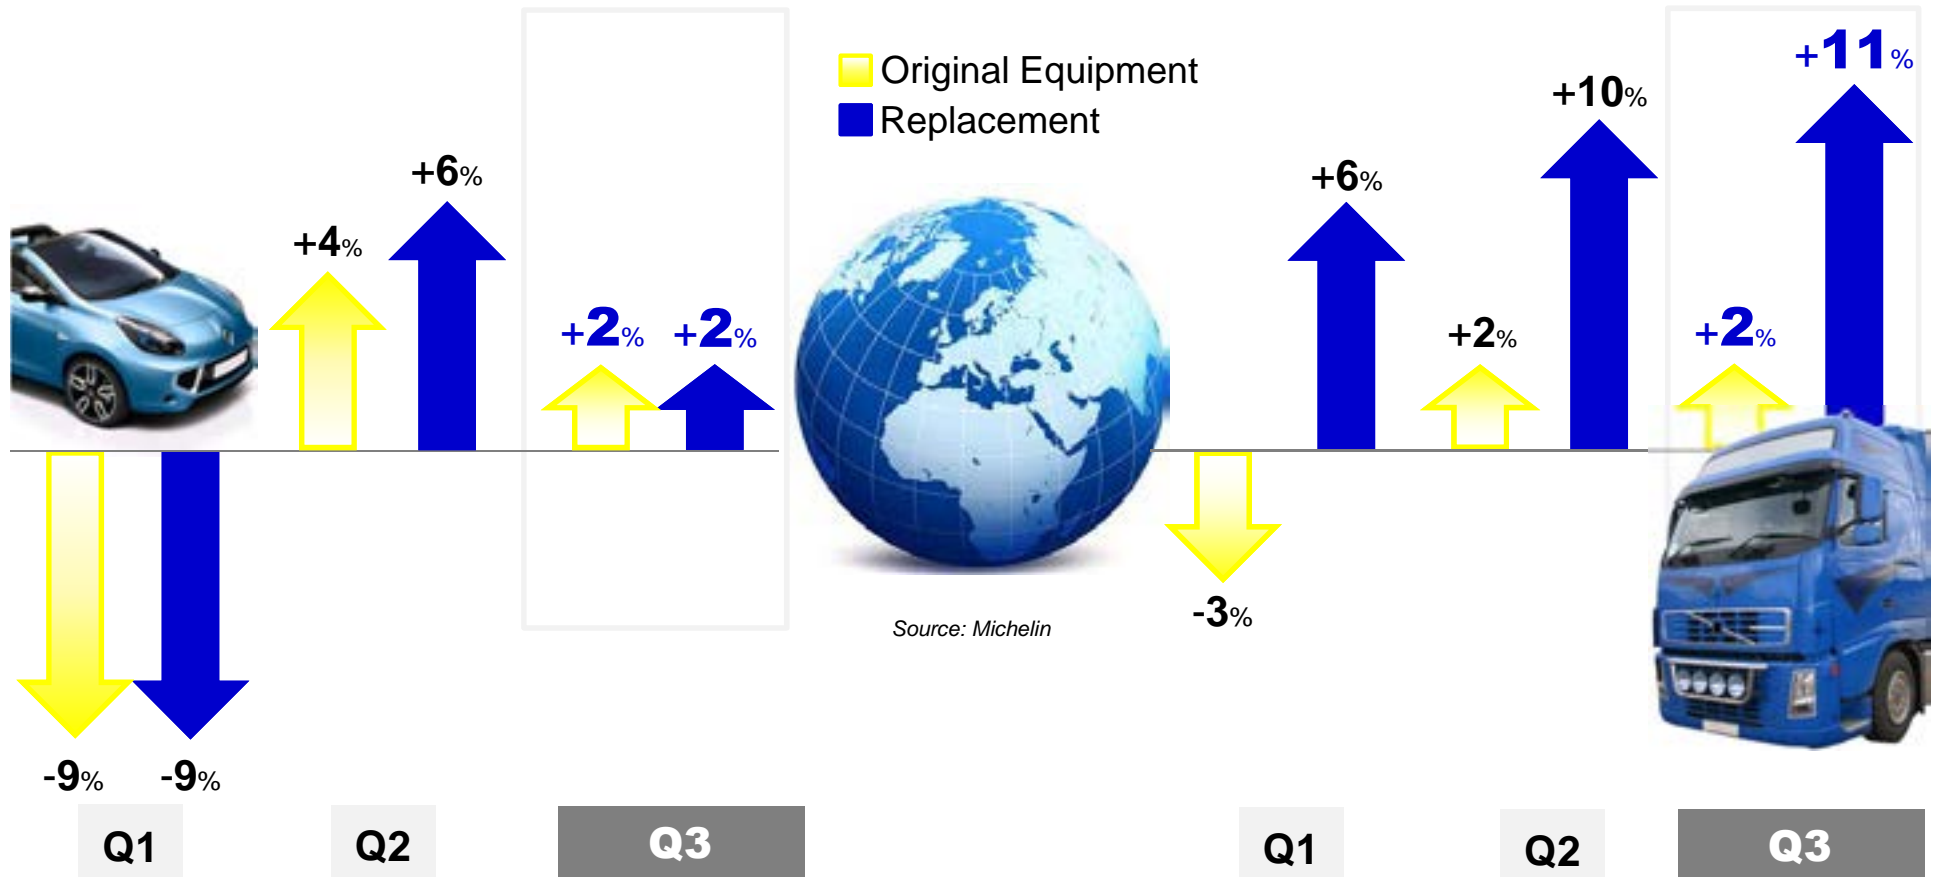 Original Equipment
Replacement
+4%
+6%
+2%
+2%
-9%
-9%
Q1
Q2
Q3
Source: Michelin
+6%
+10%
+11%
+2%
+2%
-3%
Q1
Q2
Q3